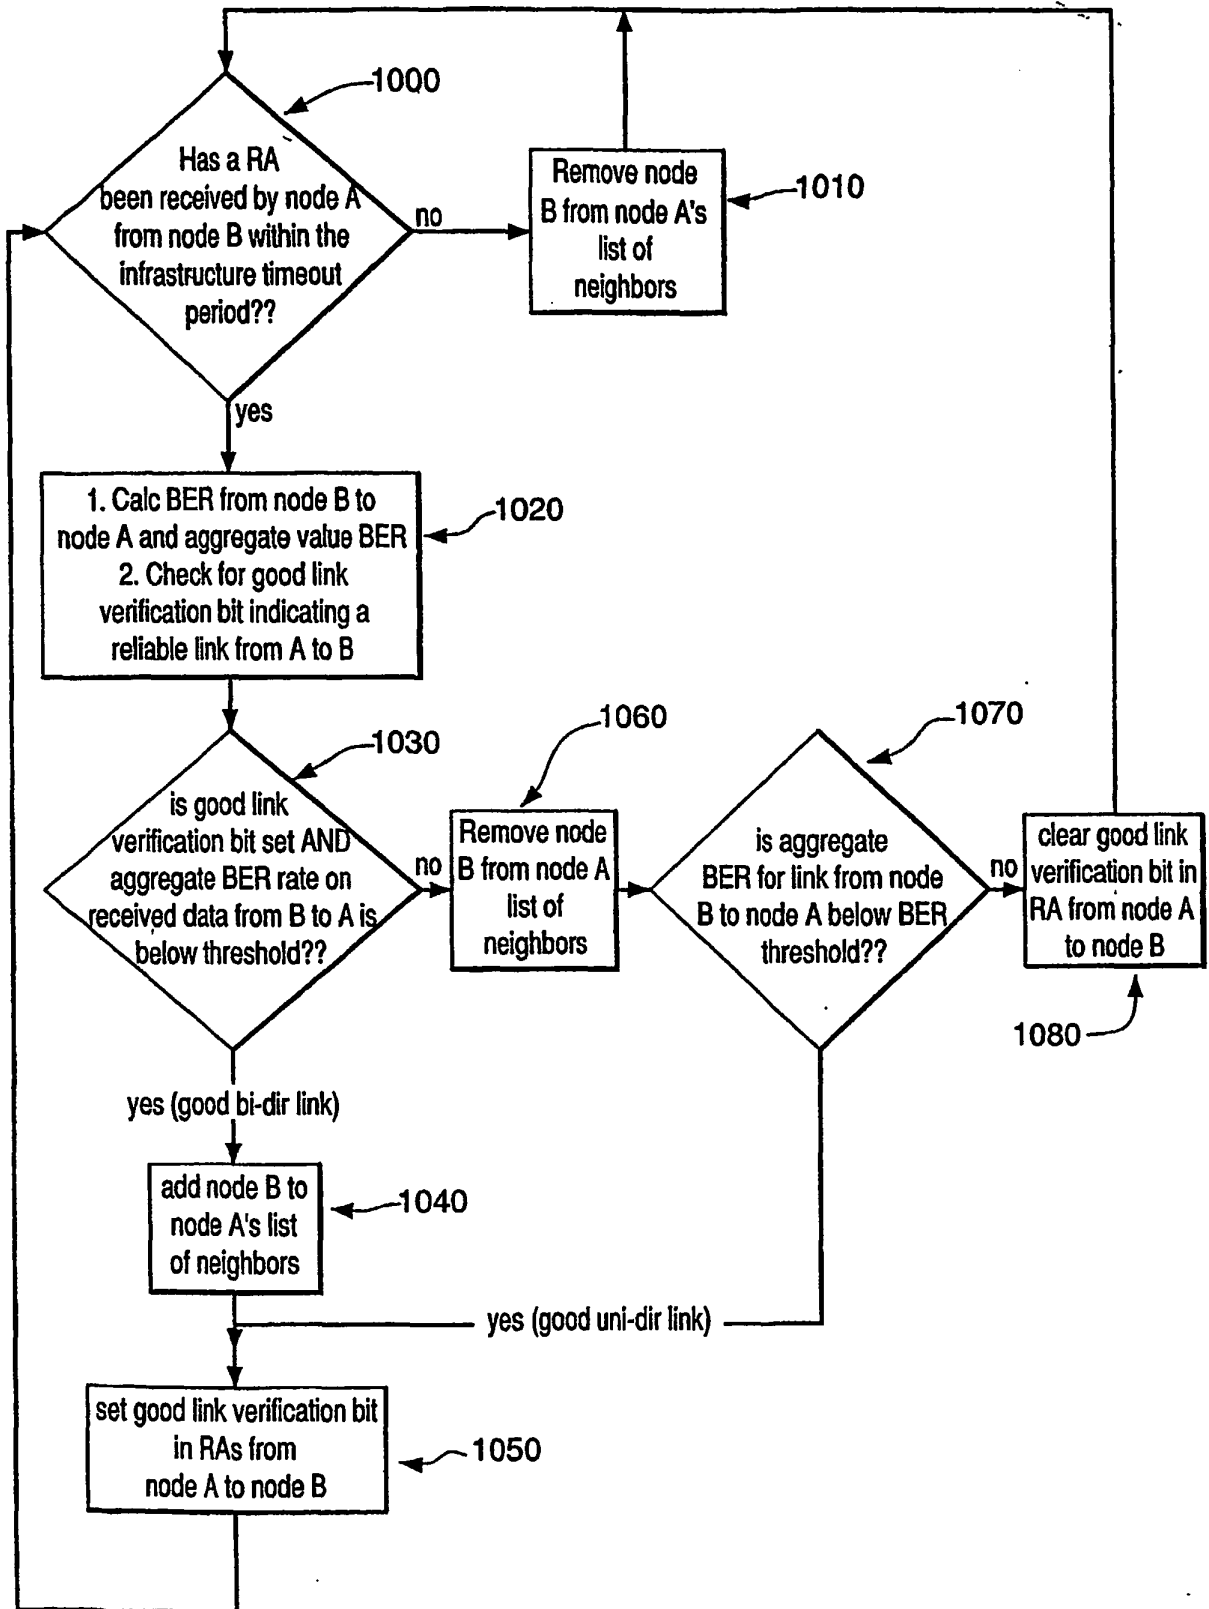 1000
Has a RA
been received by node A
from node B within the
infrastructure timeout
period??
no
Remove node
B from node A's
list of
neighbors
1010
yes
1. Calc BER from node B to
node A and aggregate value BER
2. Check for good link
verification bit indicating a
reliable link from A to B
1020
1030
is good link
verification bit set AND
aggregate BER rate on
received data from B to A is
below threshold??
no
1060
Remove node
B from node A
list of
neighbors
1070
is aggregate
BER for link from node
B to node A below BER
threshold??
no
clear good link
verification bit in
RA from node A
to node B
1080
yes (good bi-dir link)
add node B to
node A's list
of neighbors
1040
yes (good uni-dir link)
set good link verification bit
in RAs from
node A to node B
1050